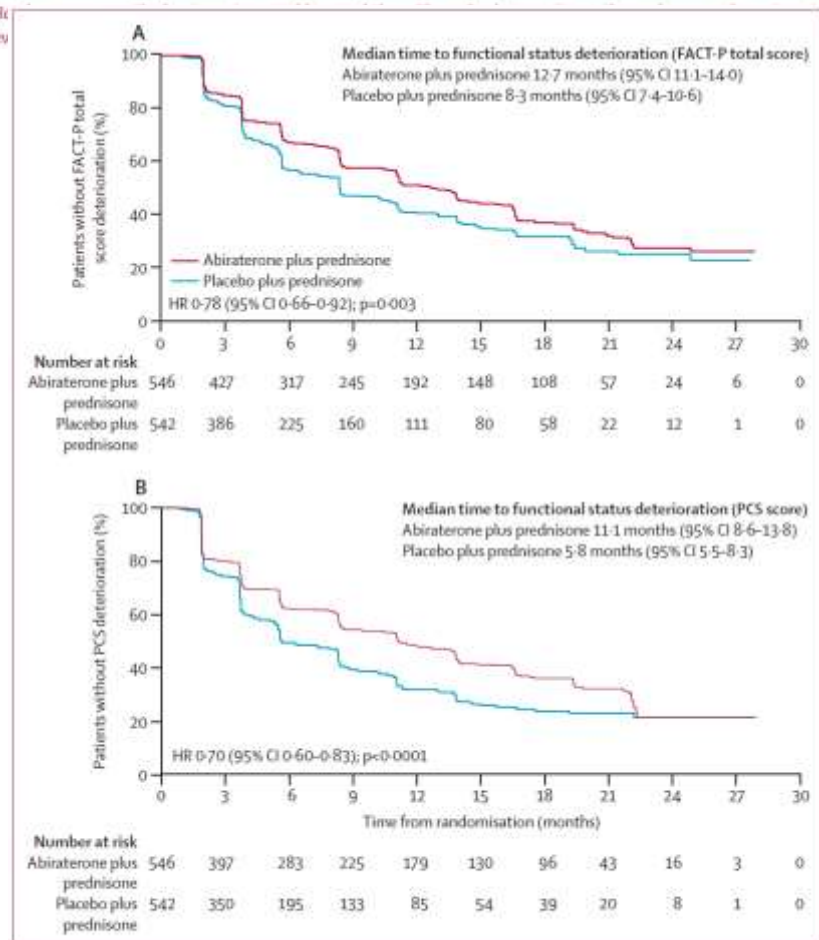 A
Median time to functional status deterioration (FACT-P total score)
Abiraterone plus prednisone 12·7 months (95% CI 11·1–14·0)
Placebo plus prednisone 8·3 months (95% CI 7·4–10·6)
Patients without FACT-P total
score deterioration (%)
100
80
60
40
20
0
Abiraterone plus prednisone
Placebo plus prednisone
HR 0·78 (95% CI 0·66–0·92); p=0·003
0 3 6 9 12 15 18 21 24 27 30
Number at risk
Abiraterone plus 546 427 317 245 192 148 108 57 24 6 0
prednisone
Placebo plus 542 386 225 160 111 80 58 22 12 1 0
prednisone
B
Median time to functional status deterioration (PCS score)
Abiraterone plus prednisone 11·1 months (95% CI 8·6–13·8)
Placebo plus prednisone 5·8 months (95% CI 5·5–8·3)
Patients without PCS deterioration (%)
100
80
60
40
20
0
HR 0·70 (95% CI 0·60–0·83); p<0·0001
0 3 6 9 12 15 18 21 24 27 30
Time from randomisation (months)
Number at risk
Abiraterone plus 546 397 283 225 179 130 96 43 16 3 0
prednisone
Placebo plus 542 350 195 133 85 54 39 20 8 1 0
prednisone